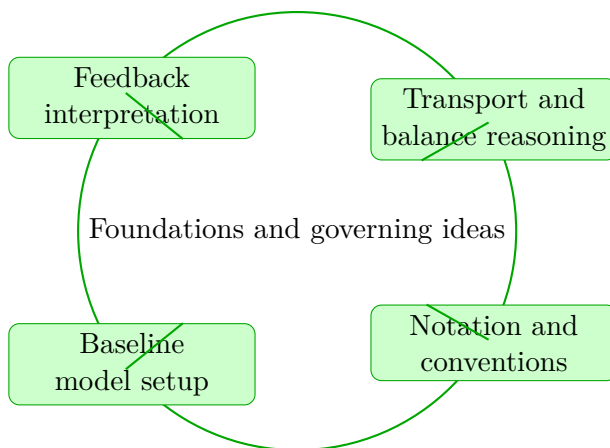 Feedback
interpretation
Transport and
balance reasoning
Foundations and governing ideas
Baseline
model setup
Notation and
conventions